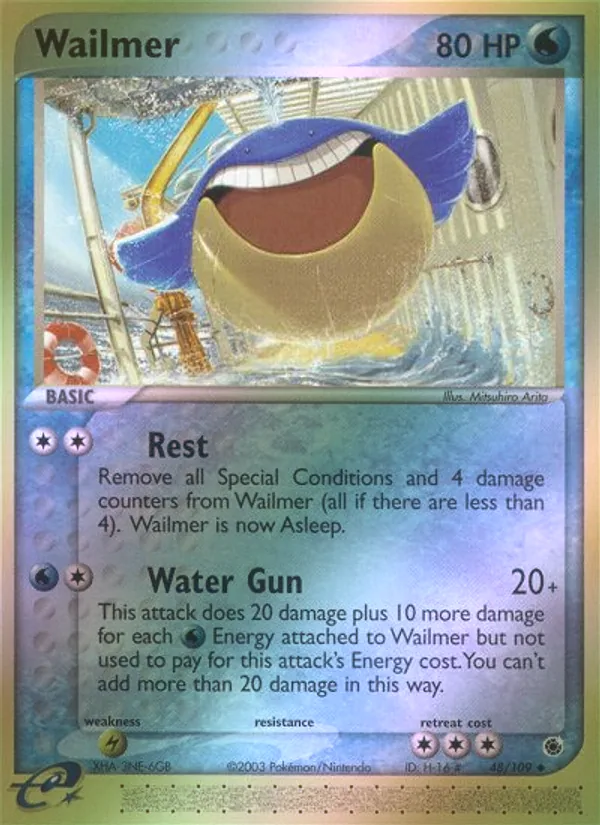 Wailmer 80 HP
BASIC Illus. Mitsuhiro Arita
Rest
Remove all Special Conditions and 4 damage
counters from Wailmer (all if there are less than
4). Wailmer is now Asleep.
Water Gun 20+
This attack does 20 damage plus 10 more damage
for each Energy attached to Wailmer but not
used to pay for this attack's Energy cost. You can't
add more than 20 damage in this way.
weakness resistance retreat cost
XHA 3NE-6GB ©2003 Pokémon/Nintendo ID: H-16 # 48/109
e